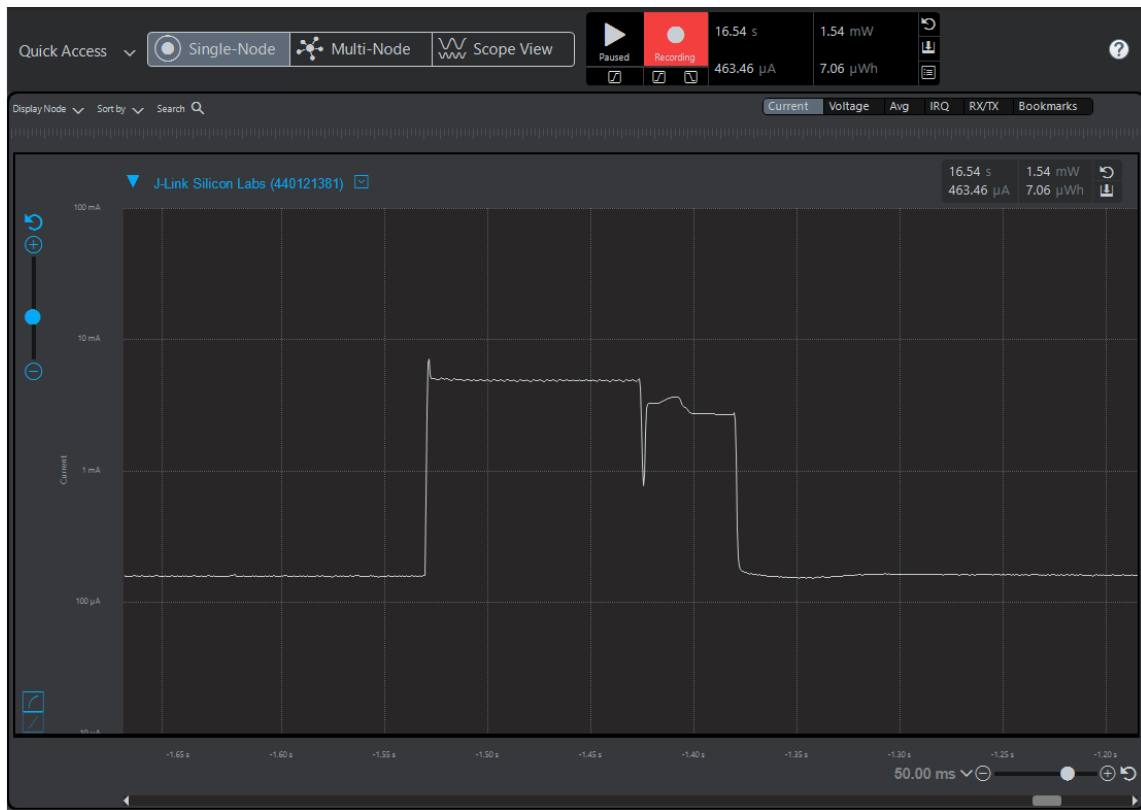 Quick Access Single-Node Multi-Node Scope View
Paused Recording
16.54 s 1.54 mW
463.46 µA 7.06 µWh
?
Display Node Sort by Search
Current Voltage Avg IRQ RX/TX Bookmarks
J-Link Silicon Labs (440121381)
16.54 s 1.54 mW
463.46 µA 7.06 µWh
100 mA
10 mA
Current
1 mA
100 µA
10 µA
-1.65 s -1.60 s -1.55 s -1.50 s -1.45 s -1.40 s -1.35 s -1.30 s -1.25 s -1.20 s
50.00 ms